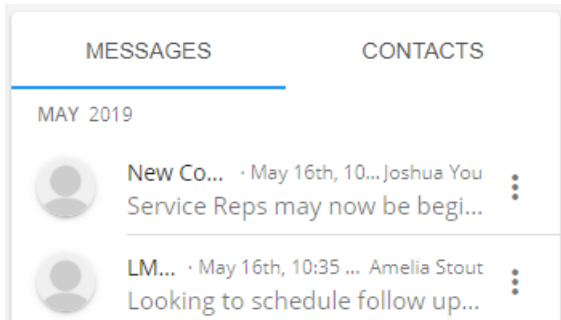 MESSAGES CONTACTS
MAY 2019
New Co... · May 16th, 10... Joshua You
Service Reps may now be begi...
LM... · May 16th, 10:35 ... Amelia Stout
Looking to schedule follow up...